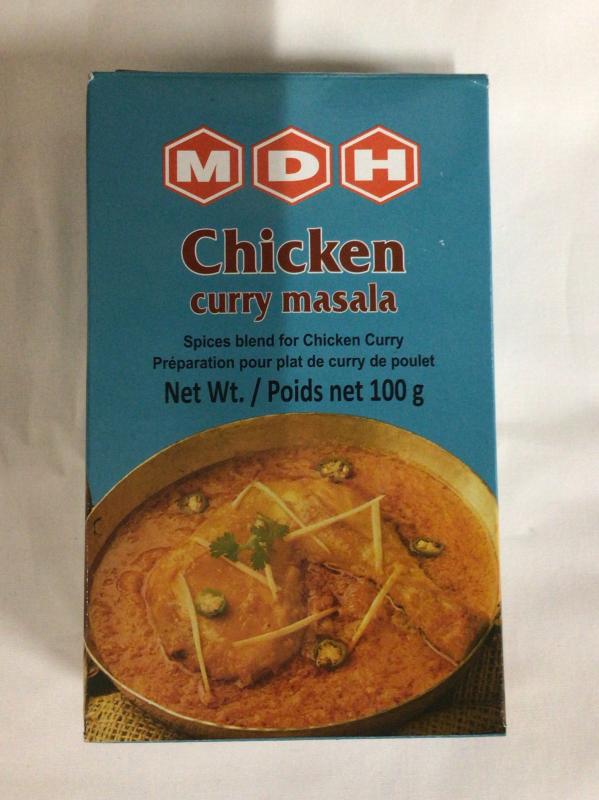 MDH
Chicken
curry masala
Spices blend for Chicken Curry
Préparation pour plat de curry de poulet
Net Wt. / Poids net 100 g